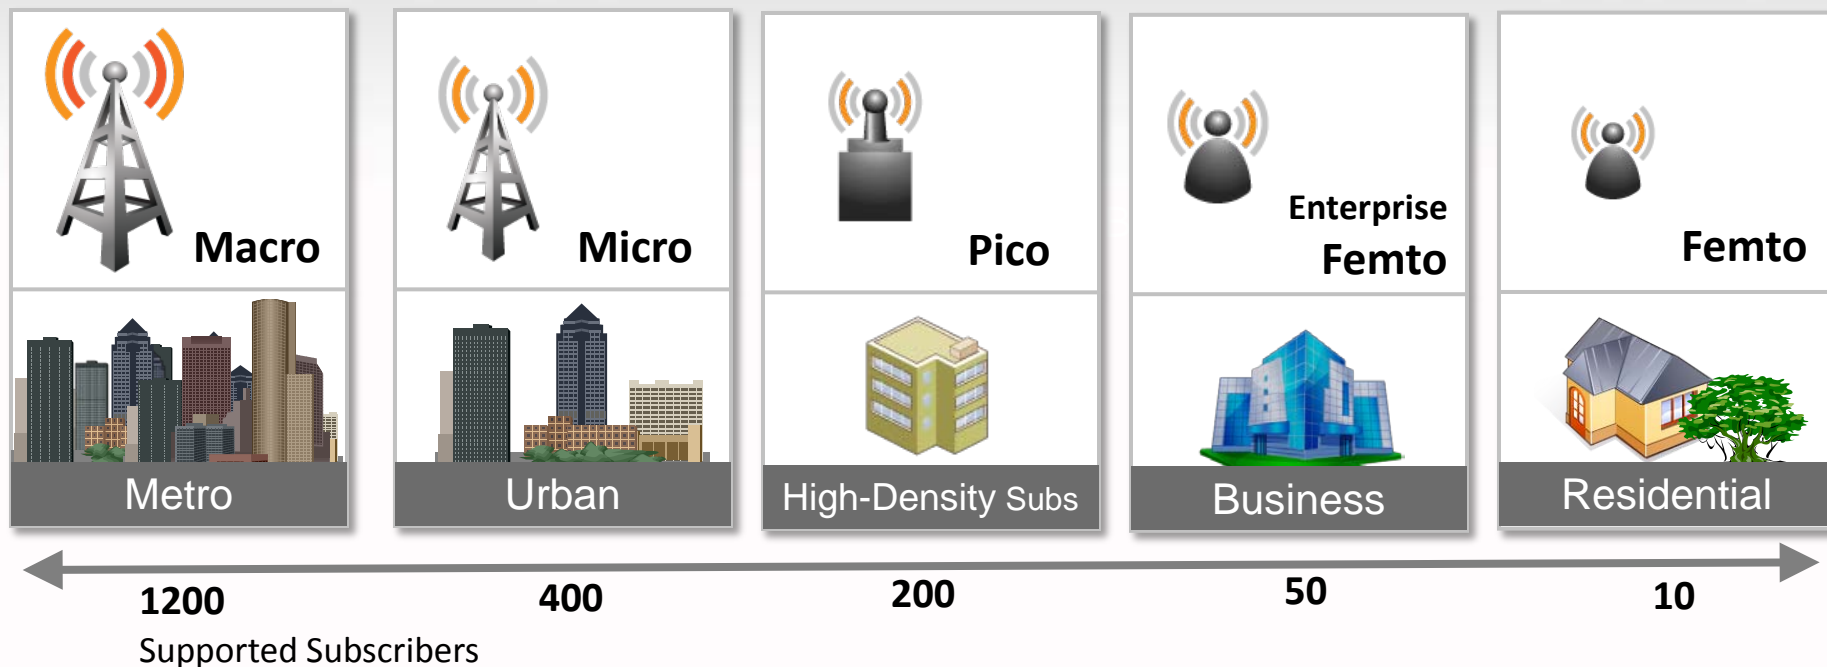 Macro
Metro
Micro
Urban
Pico
High-Density Subs
Enterprise
Femto
Business
Femto
Residential
1200
400
200
50
10
Supported Subscribers